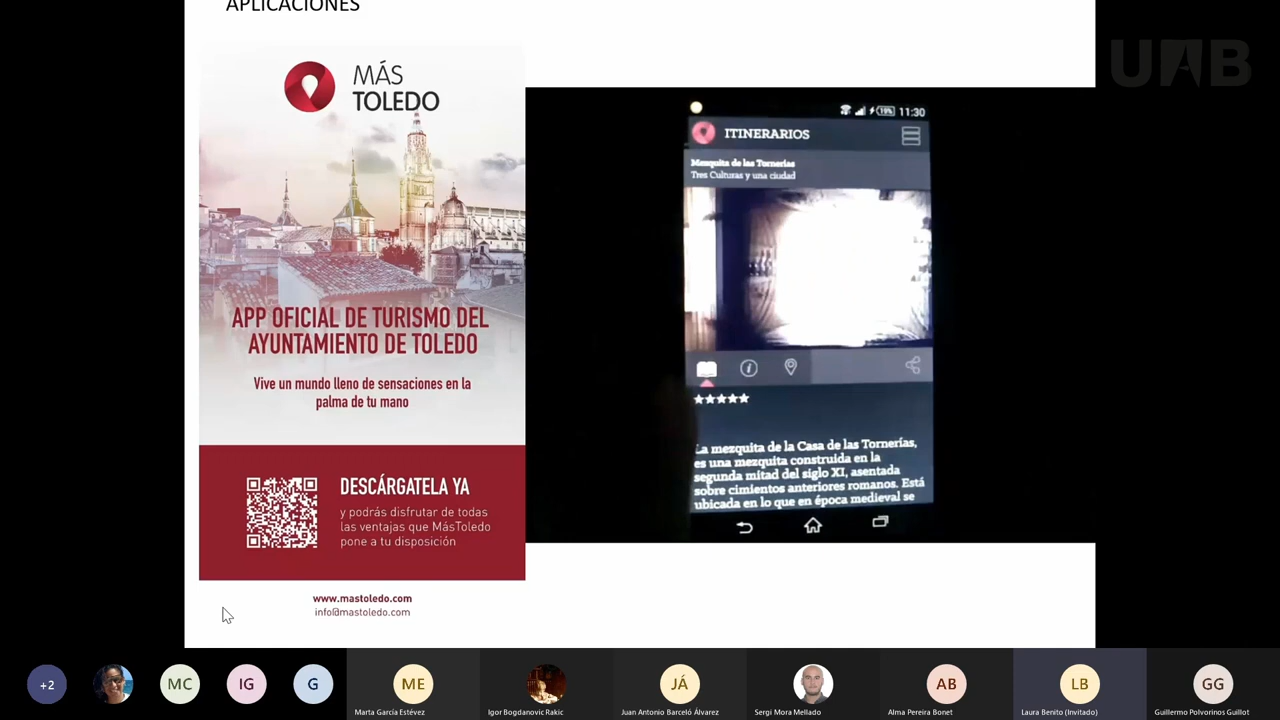 APLICACIONES
UAB
MÁS
TOLEDO
APP OFICIAL DE TURISMO DEL
AYUNTAMIENTO DE TOLEDO
Vive un mundo lleno de sensaciones en la
palma de tu mano
DESCÁRGATELA YA
y podrás disfrutar de todas
las ventajas que MásToledo
pone a tu disposición
www.mastoledo.com
info@mastoledo.com
19% 11:30
ITINERARIOS
Mezquita de las Tornerías
Tres Culturas y una ciudad
La mezquita de la Casa de las Tornerías,
es una mezquita construida en la
segunda mitad del siglo XI, asentada
sobre cimientos anteriores romanos. Está
ubicada en lo que en época medieval se
+2
MC
IG
G
ME
JÁ
AB
LB
GG
Marta García Estévez
Igor Bogdanovic Rakic
Juan Antonio Barceló Álvarez
Sergi Mora Mellado
Alma Pereira Bonet
Laura Benito (Invitado)
Guillermo Polvorinos Guillot